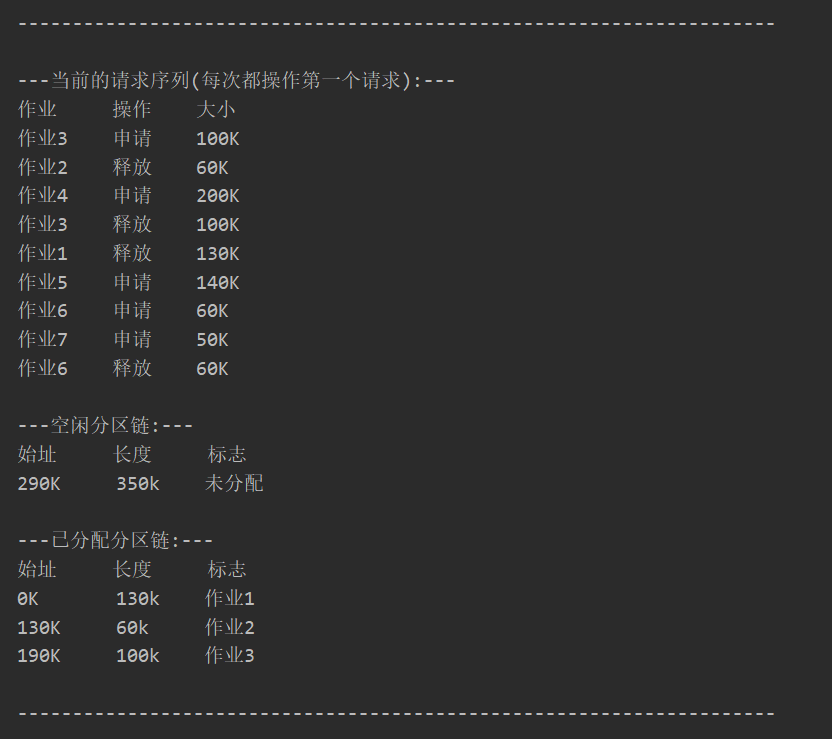 ----------------------------------------------------------------------
---当前的请求序列(每次都操作第一个请求):---
作业 操作 大小
作业3 申请 100K
作业2 释放 60K
作业4 申请 200K
作业3 释放 100K
作业1 释放 130K
作业5 申请 140K
作业6 申请 60K
作业7 申请 50K
作业6 释放 60K
---空闲分区链:---
始址 长度 标志
290K 350k 未分配
---已分配分区链:---
始址 长度 标志
0K 130k 作业1
130K 60k 作业2
190K 100k 作业3
----------------------------------------------------------------------